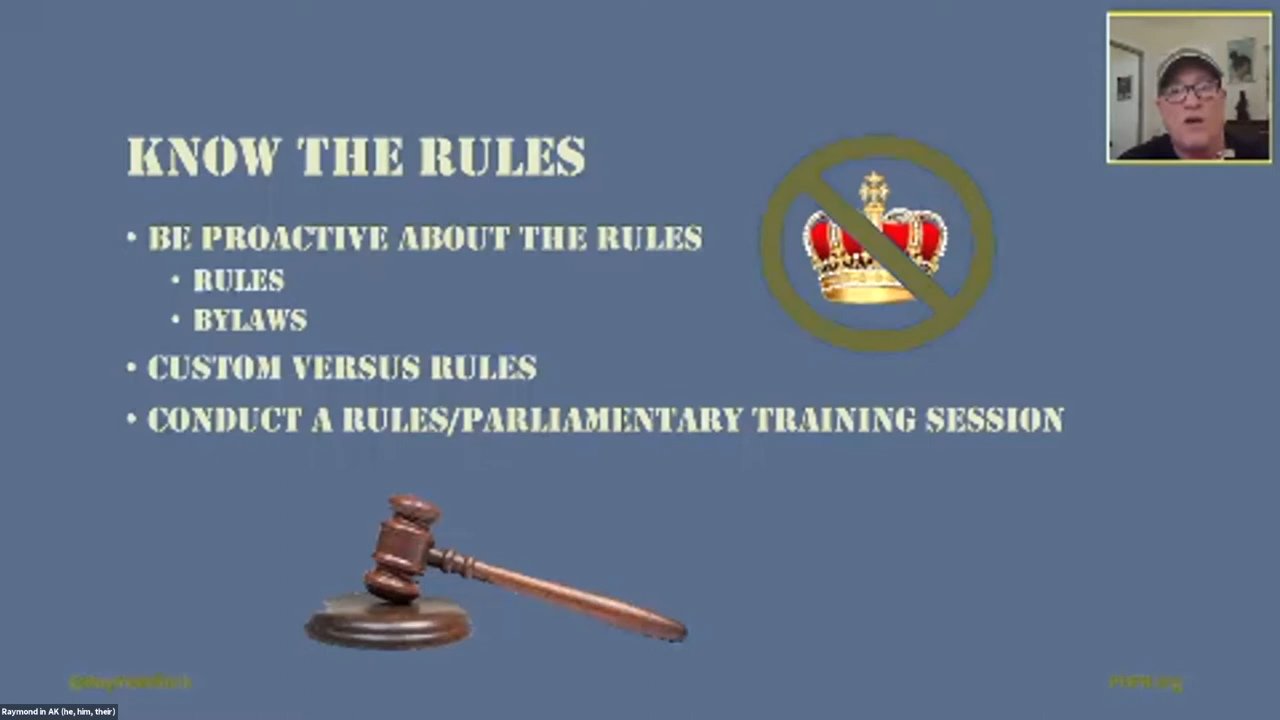 KNOW THE RULES
• BE PROACTIVE ABOUT THE RULES
• RULES
• BYLAWS
• CUSTOM VERSUS RULES
• CONDUCT A RULES/PARLIAMENTARY TRAINING SESSION
Raymond in AK (he, him, their)